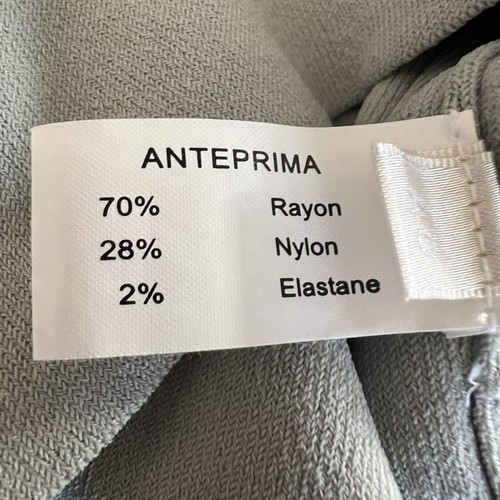 ANTEPRIMA
70% Rayon
28% Nylon
2% Elastane